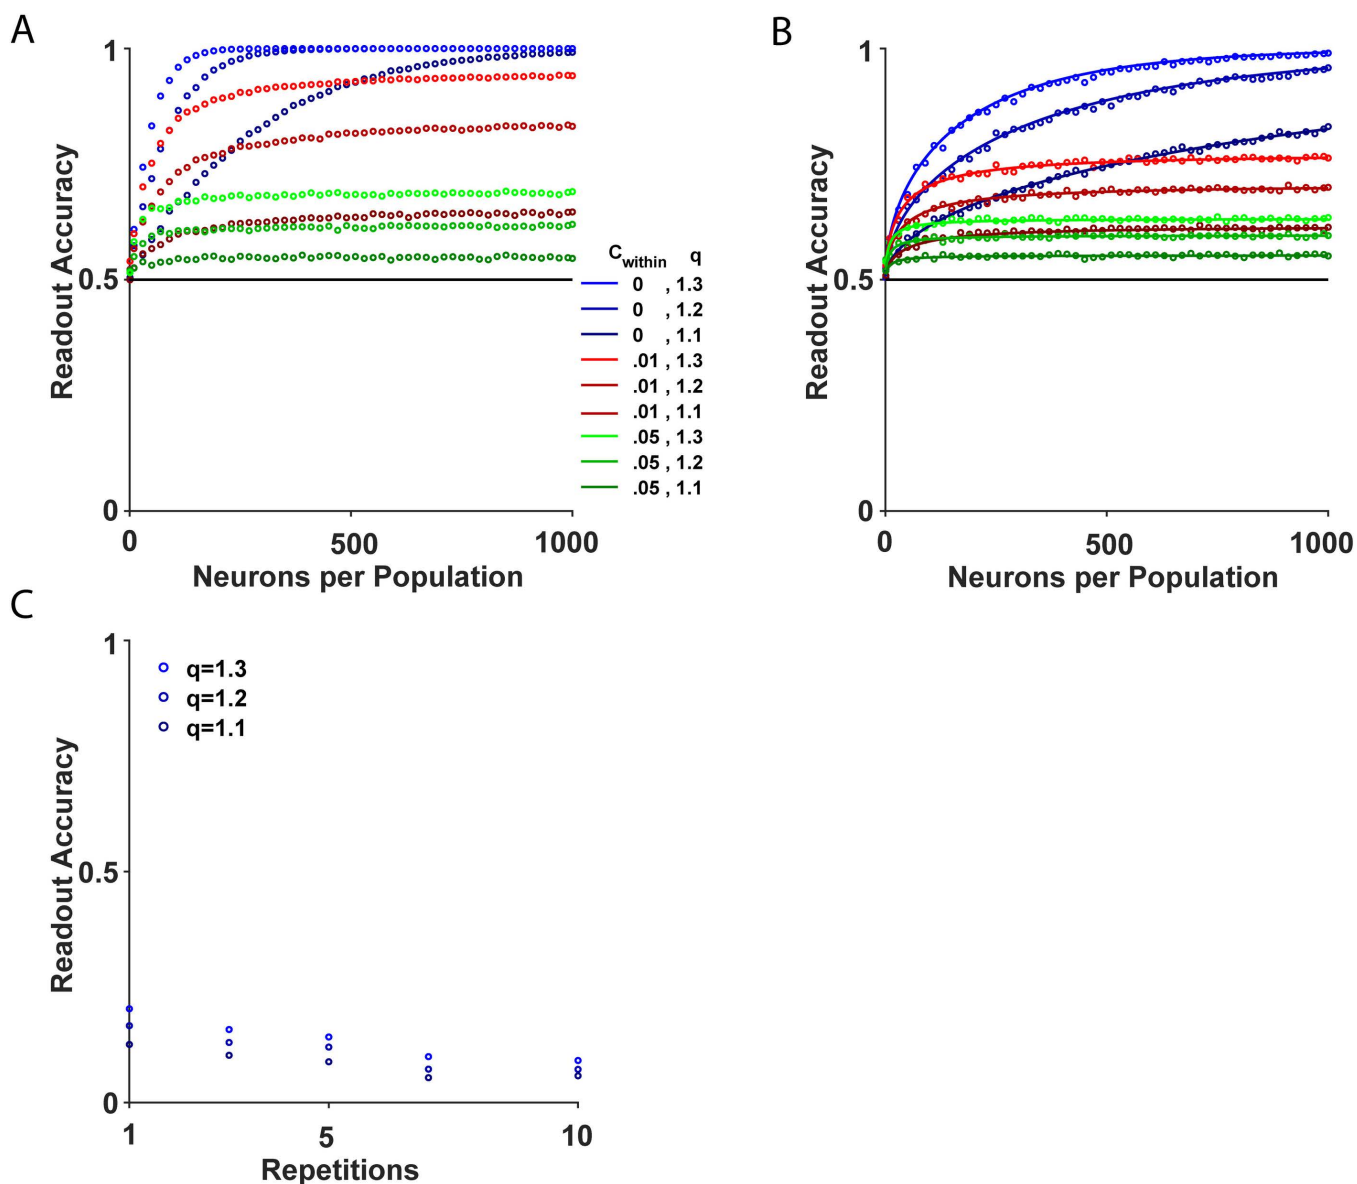 A
1
0.5
0
0
500
1000
Readout Accuracy
Neurons per Population
Cwithin q
0 , 1.3
0 , 1.2
0 , 1.1
.01 , 1.3
.01 , 1.2
.01 , 1.1
.05 , 1.3
.05 , 1.2
.05 , 1.1
B
1
0.5
0
0
500
1000
Readout Accuracy
Neurons per Population
C
1
0.5
0
1
5
10
q=1.3
q=1.2
q=1.1
Readout Accuracy
Repetitions